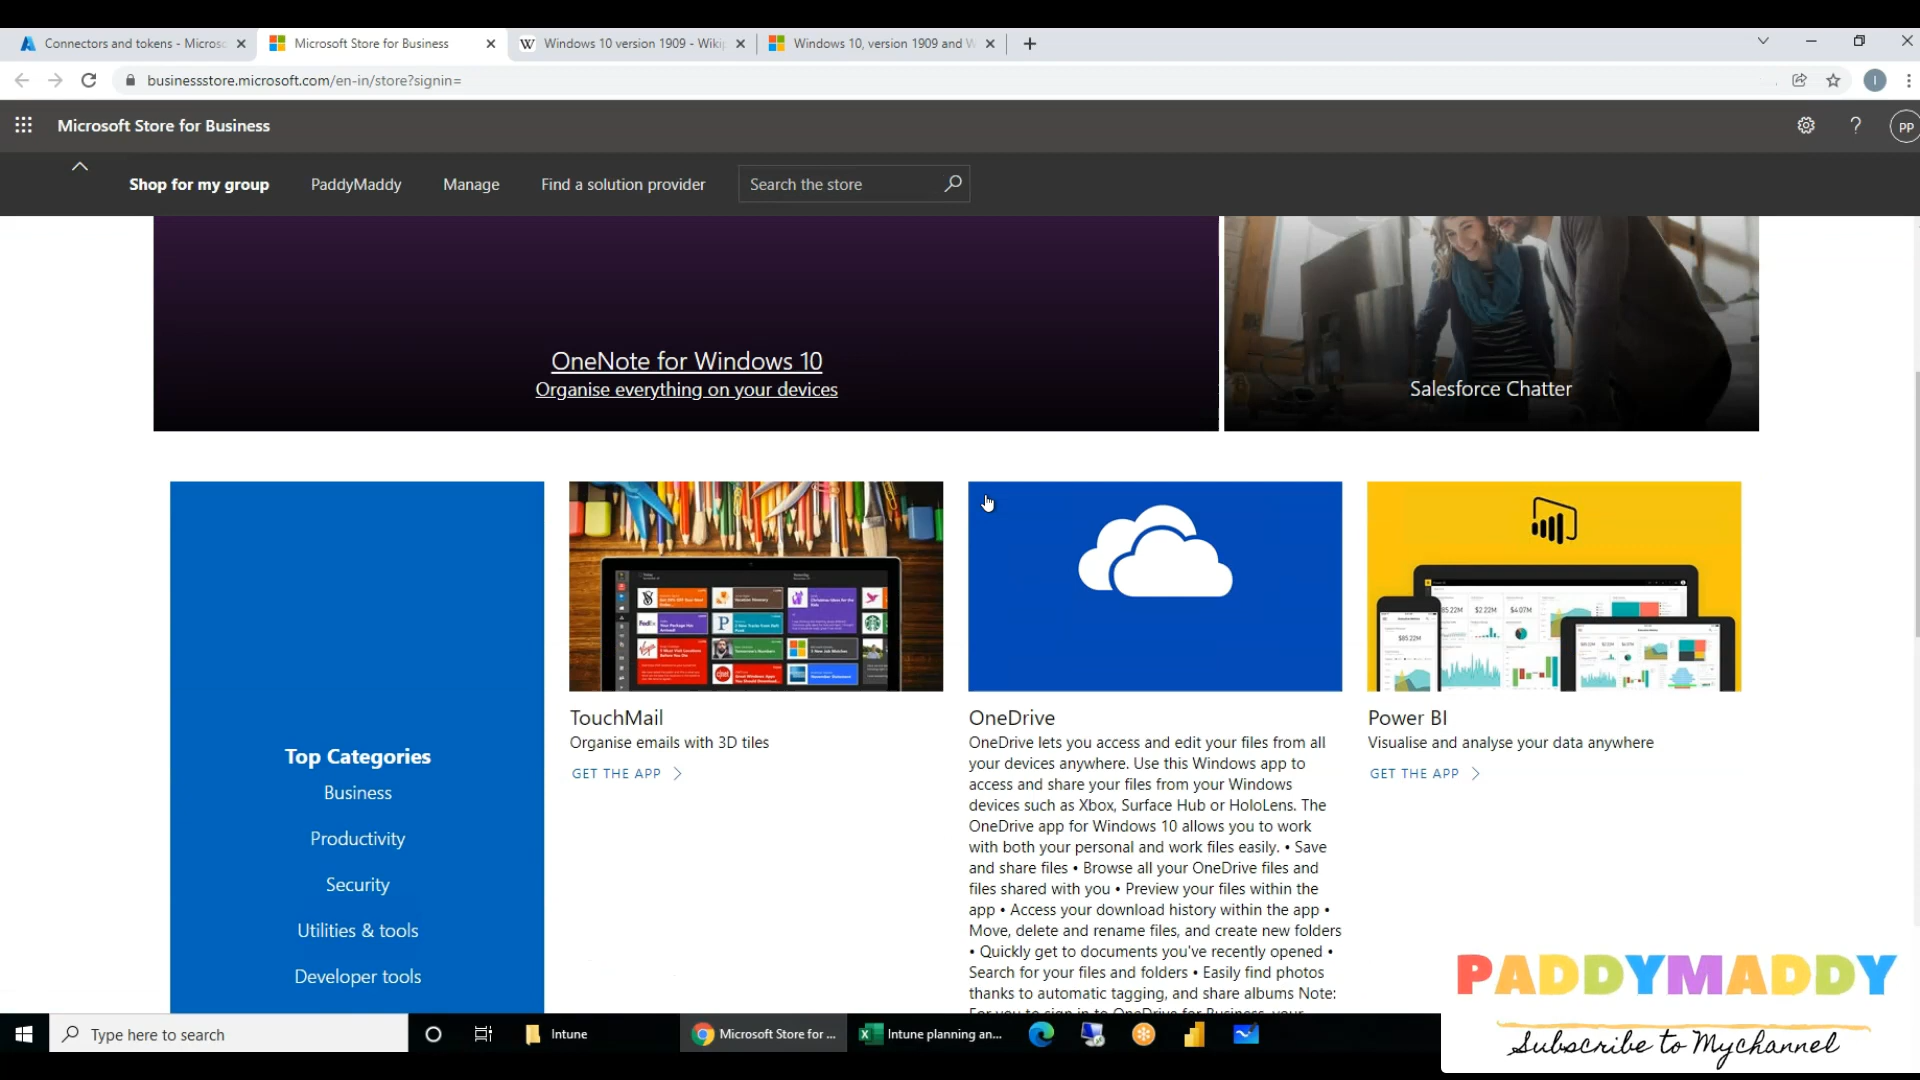 Connectors and tokens - Micros
Microsoft Store for Business
Windows 10 version 1909 - Wiki
Windows 10, version 1909 and W
businessstore.microsoft.com/en-in/store?signin=
I
Microsoft Store for Business
?
PP
Shop for my group
PaddyMaddy
Manage
Find a solution provider
Search the store
OneNote for Windows 10
Organise everything on your devices
Salesforce Chatter
Top Categories
Business
Productivity
Security
Utilities & tools
Developer tools
TouchMail
Organise emails with 3D tiles
GET THE APP
OneDrive
OneDrive lets you access and edit your files from all
your devices anywhere. Use this Windows app to
access and share your files from your Windows
devices such as Xbox, Surface Hub or HoloLens. The
OneDrive app for Windows 10 allows you to work
with both your personal and work files easily. • Save
and share files • Browse all your OneDrive files and
files shared with you • Preview your files within the
app • Access your download history within the app •
Move, delete and rename files, and create new folders
• Quickly get to documents you've recently opened •
Search for your files and folders • Easily find photos
thanks to automatic tagging, and share albums Note:
For you to sign in to OneDrive for Business, your
Power BI
Visualise and analyse your data anywhere
GET THE APP
PADDYMADDY
Subscribe to Mychannel
Type here to search
Intune
Microsoft Store for ...
Intune planning an...